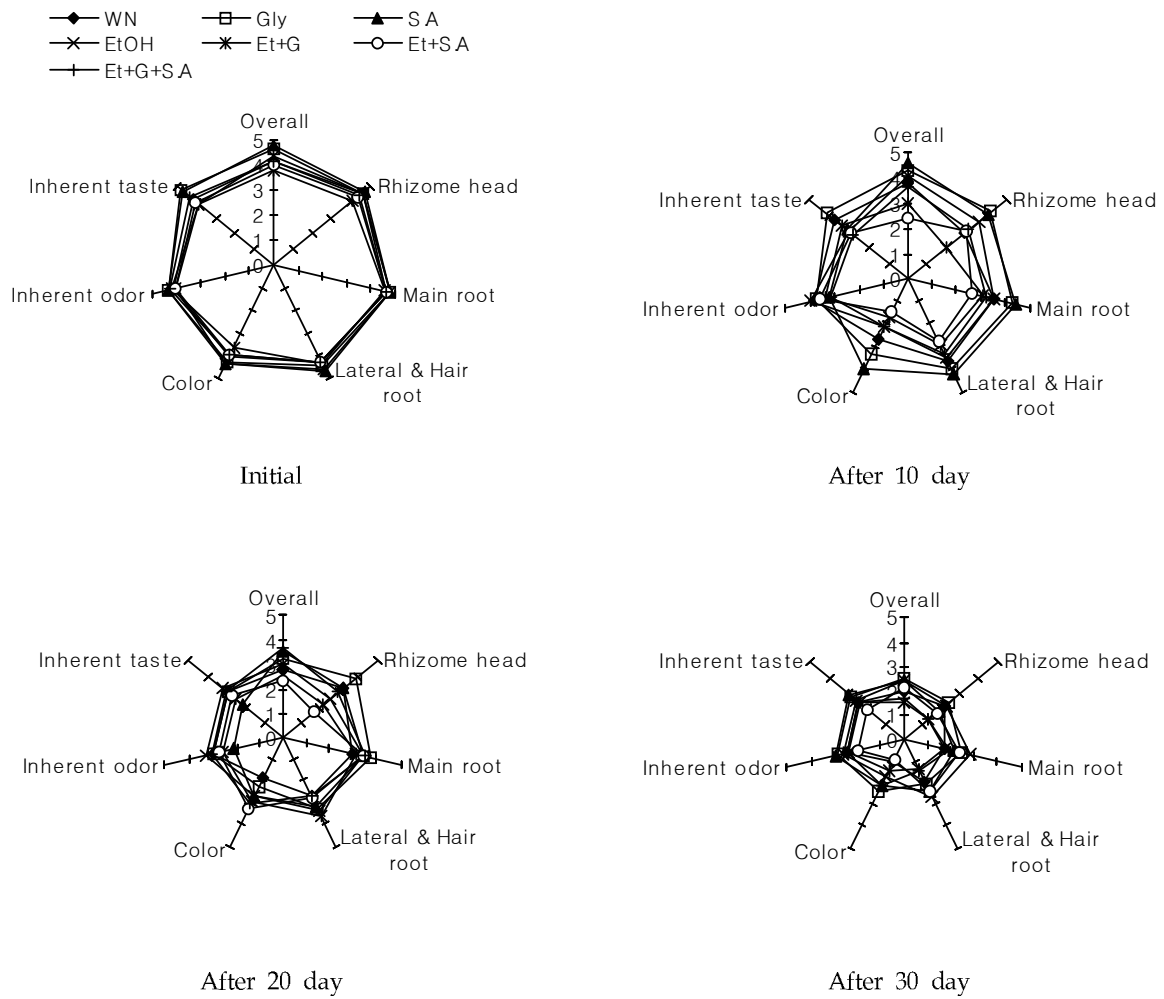 WN Gly S.A
EtOH Et+G Et+S.A
Et+G+S.A
Overall
5
4
3
2
1
0
Inherent taste
Rhizome head
Inherent odor
Main root
Color
Lateral & Hair
root
Initial
Overall
5
4
3
2
1
0
Inherent taste
Rhizome head
Inherent odor
Main root
Color
Lateral & Hair
root
After 10 day
Overall
5
4
3
2
1
0
Inherent taste
Rhizome head
Inherent odor
Main root
Color
Lateral & Hair
root
After 20 day
Overall
5
4
3
2
1
0
Inherent taste
Rhizome head
Inherent odor
Main root
Color
Lateral & Hair
root
After 30 day